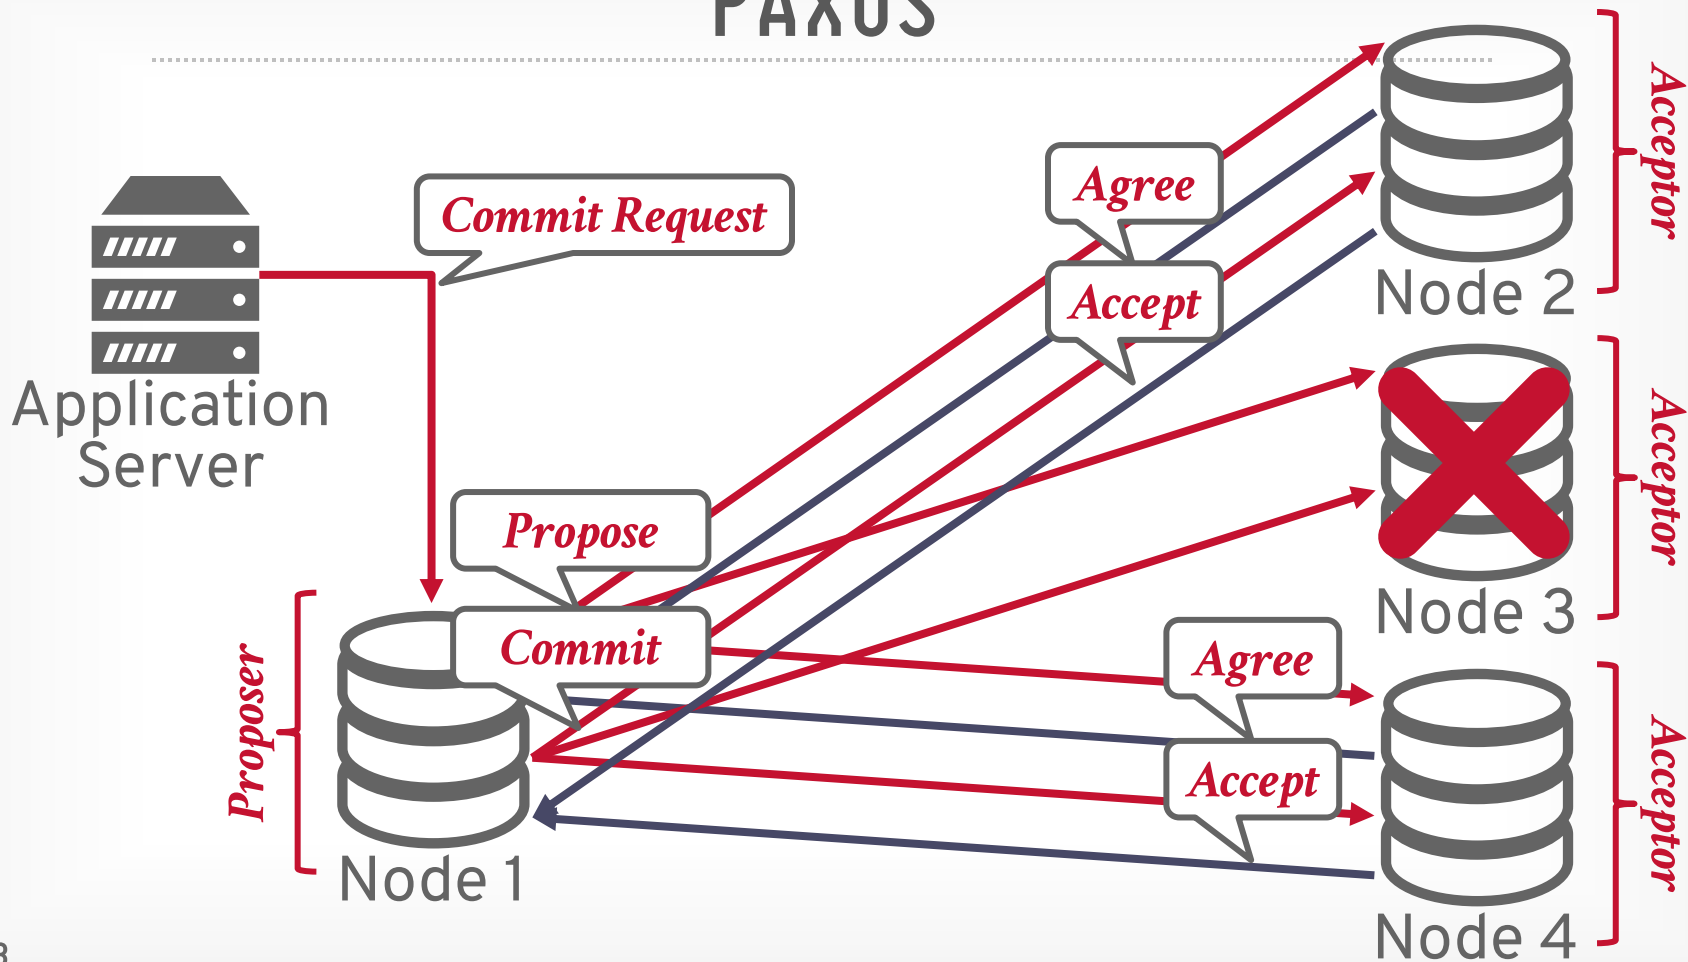 PAXOS
Commit Request
Application
Server
Agree
Accept
Node 2
Acceptor
Node 3
Acceptor
Propose
Commit
Proposer
Node 1
Agree
Accept
Node 4
Acceptor